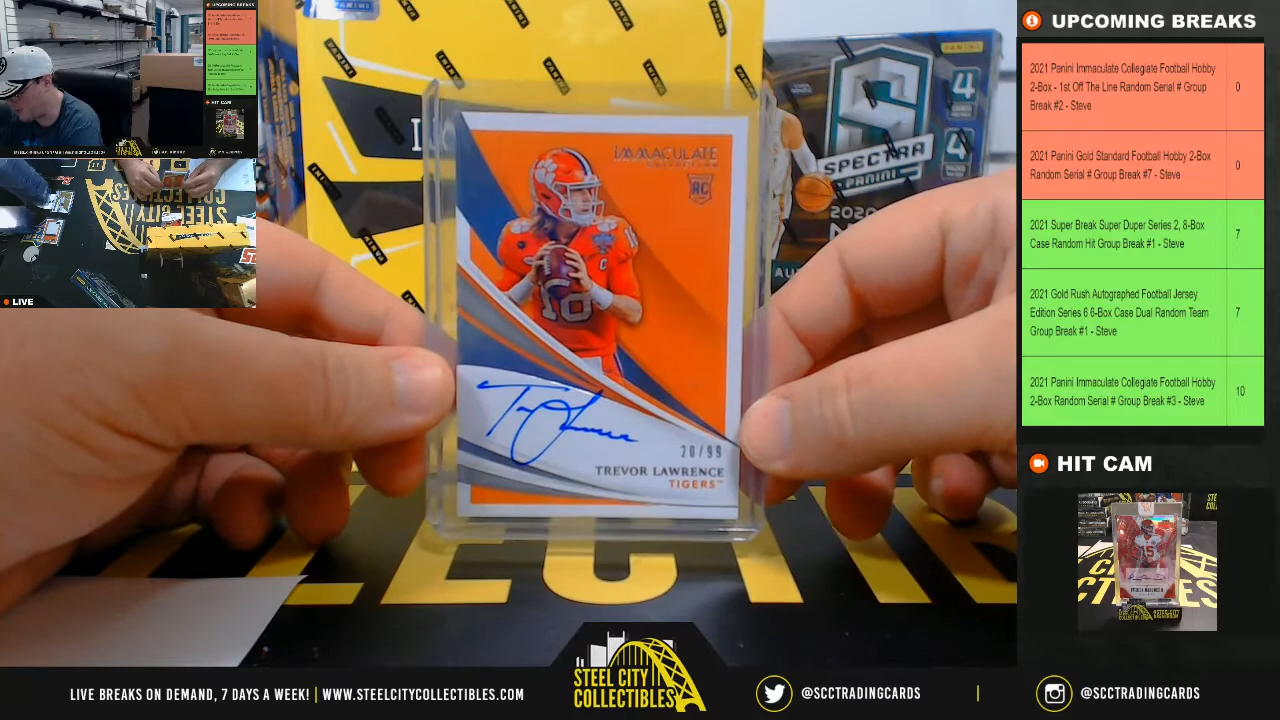 UPCOMING BREAKS
2021 Panini Immaculate Collegiate Football Hobby
2-Box - 1st Off The Line Random Serial # Group
Break #2 - Steve
0
2021 Panini Gold Standard Football Hobby 2-Box
Random Serial # Group Break #7 - Steve
0
2021 Super Break Super Duper Series 2, 8-Box
Case Random Hit Group Break #1 - Steve
7
2021 Gold Rush Autographed Football Jersey
Edition Series 6 6-Box Case Dual Random Team
Group Break #1 - Steve
7
2021 Panini Immaculate Collegiate Football Hobby
2-Box Random Serial # Group Break #3 - Steve
10
HIT CAM
LIVE
PANINI
SPECTRA
PANINI
4
4
IMMACULATE
COLLECTION
RC
16
20/99
TREVOR LAWRENCE
TIGERS™
LIVE BREAKS ON DEMAND, 7 DAYS A WEEK! | WWW.STEELCITYCOLLECTIBLES.COM
STEEL CITY
COLLECTIBLES
@SCCTRADINGCARDS | @SCCTRADINGCARDS